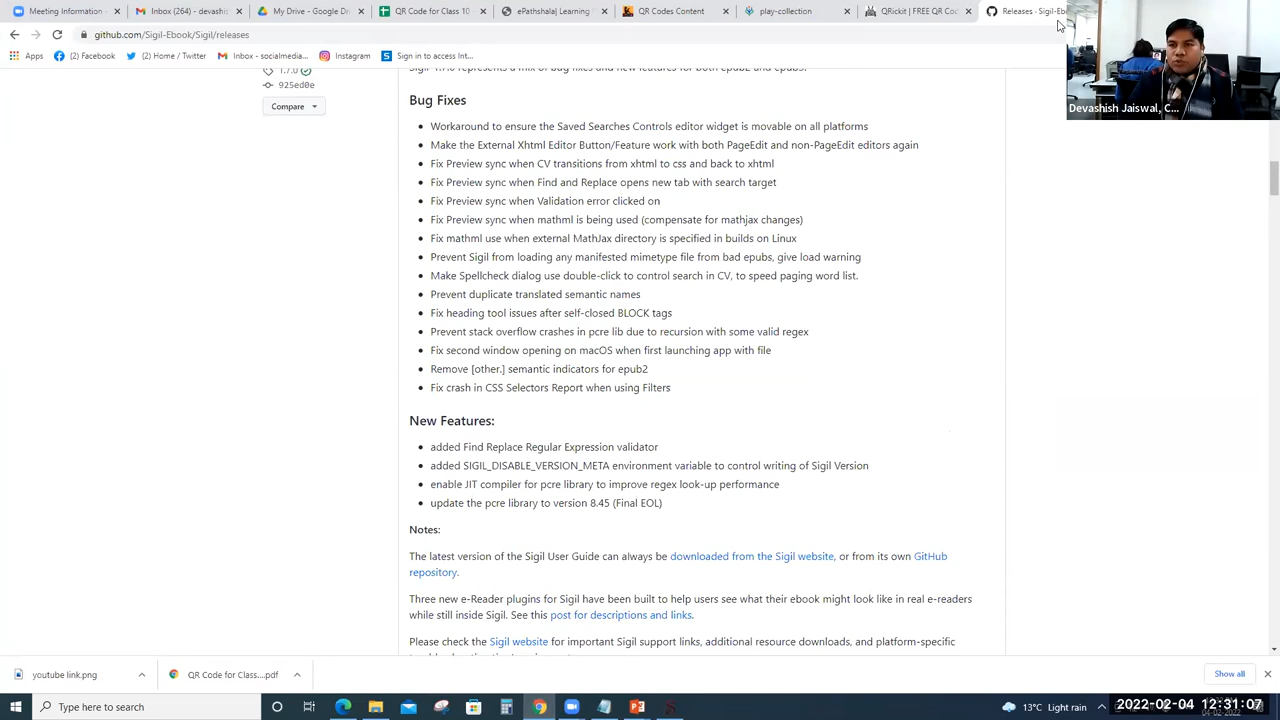 Meeting Information -
Inbox (264) - devashis
My Drive - Google Dri
QR Code for Class 10
ePathshala| Learning
QR Codes Content
play-collection
QRickit | FREE QR Co
Releases · Sigil-Eb
github.com/Sigil-Ebook/Sigil/releases
Apps
(2) Facebook
(2) Home / Twitter
Inbox - socialmedia...
Instagram
Sign in to access Int...
1.7.0
925ed0e
Compare
Bug Fixes
Workaround to ensure the Saved Searches Controls editor widget is movable on all platforms
Make the External Xhtml Editor Button/Feature work with both PageEdit and non-PageEdit editors again
Fix Preview sync when CV transitions from xhtml to css and back to xhtml
Fix Preview sync when Find and Replace opens new tab with search target
Fix Preview sync when Validation error clicked on
Fix Preview sync when mathml is being used (compensate for mathjax changes)
Fix mathml use when external MathJax directory is specified in builds on Linux
Prevent Sigil from loading any manifested mimetype file from bad epubs, give load warning
Make Spellcheck dialog use double-click to control search in CV, to speed paging word list.
Prevent duplicate translated semantic names
Fix heading tool issues after self-closed BLOCK tags
Prevent stack overflow crashes in pcre lib due to recursion with some valid regex
Fix second window opening on macOS when first launching app with file
Remove [other.] semantic indicators for epub2
Fix crash in CSS Selectors Report when using Filters
New Features:
added Find Replace Regular Expression validator
added SIGIL_DISABLE_VERSION_META environment variable to control writing of Sigil Version
enable JIT compiler for pcre library to improve regex look-up performance
update the pcre library to version 8.45 (Final EOL)
Notes:
The latest version of the Sigil User Guide can always be downloaded from the Sigil website, or from its own GitHub
repository.
Three new e-Reader plugins for Sigil have been built to help users see what their ebook might look like in real e-readers
while still inside Sigil. See this post for descriptions and links.
Please check the Sigil website for important Sigil support links, additional resource downloads, and platform-specific
Devashish Jaiswal, C...
youtube link.png
QR Code for Class....pdf
Show all
Type here to search
13°C Light rain
2022-02-04 12:31:07